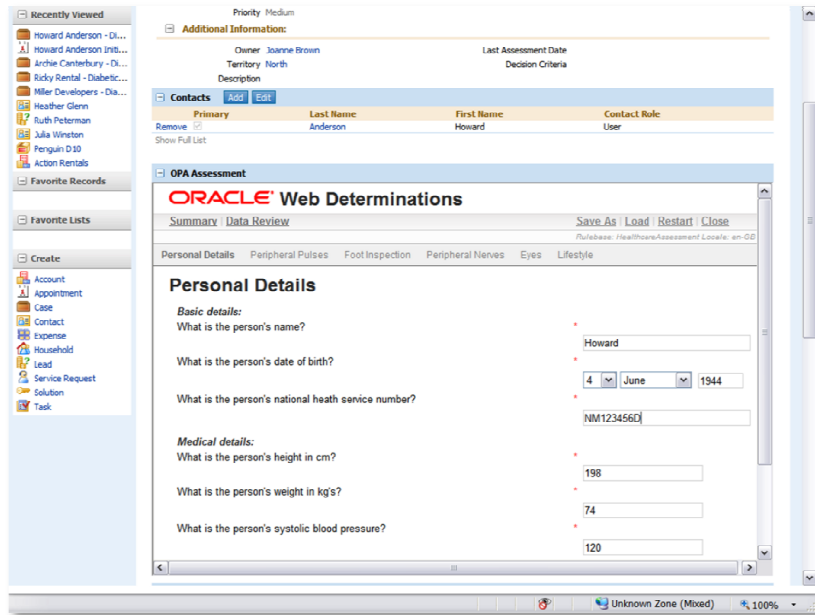 Recently Viewed
Howard Anderson - Di...
Howard Anderson Initi...
Archie Canterbury - Di...
Ricky Rental - Diabetic...
Miller Developers - Dia...
Heather Glenn
Ruth Peterman
Julia Winston
Penguin D10
Action Rentals
Favorite Records
Favorite Lists
Create
Account
Appointment
Case
Contact
Expense
Household
Lead
Service Request
Solution
Task
Priority Medium
Additional Information:
Owner Joanne Brown Last Assessment Date
Territory North Decision Criteria
Description
Contacts Add Edit
Primary Last Name First Name Contact Role
Remove Anderson Howard User
Show Full List
OPA Assessment
ORACLE Web Determinations
Summary | Data Review Save As | Load | Restart | Close
Rulebase: HealthcareAssessment Locale: en-GB
Personal Details Peripheral Pulses Foot Inspection Peripheral Nerves Eyes Lifestyle
Personal Details
Basic details:
What is the person's name? *
Howard
What is the person's date of birth? *
4 June 1944
What is the person's national heath service number? *
NM123456D
Medical details:
What is the person's height in cm? *
198
What is the person's weight in kg's? *
74
What is the person's systolic blood pressure? *
120
Unknown Zone (Mixed) 100%